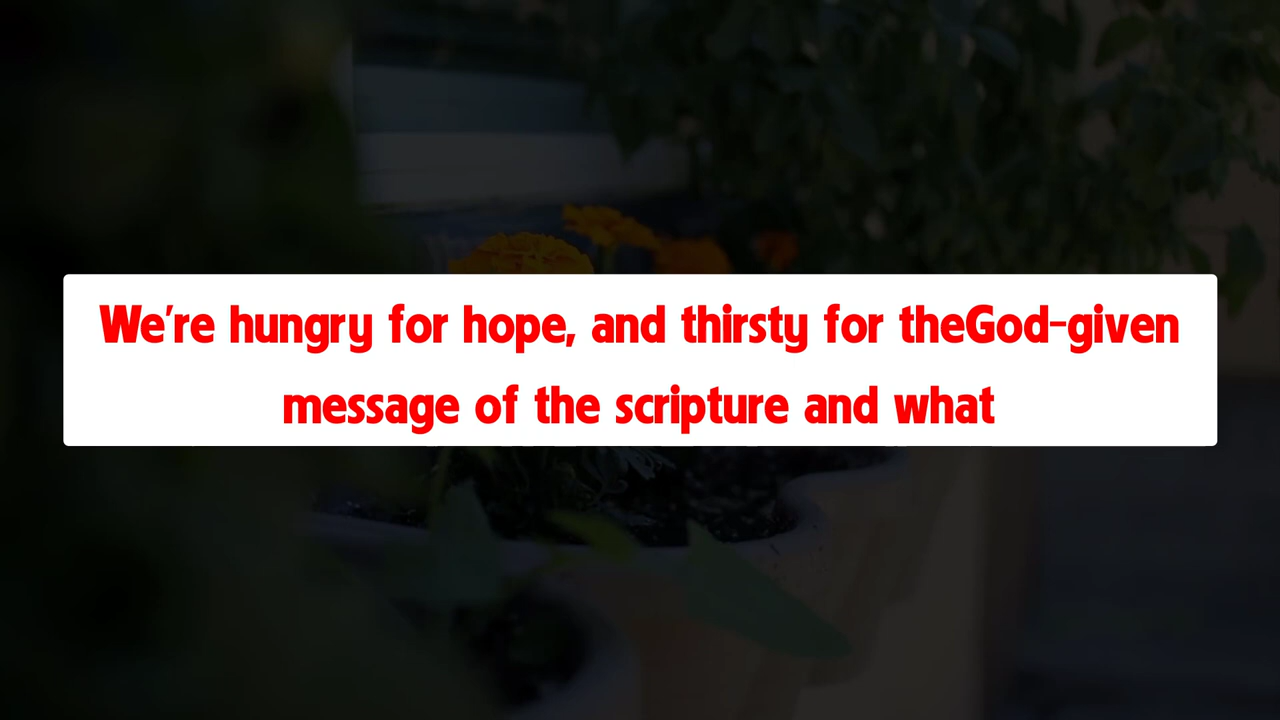 We're hungry for hope, and thirsty for theGod-given
message of the scripture and what